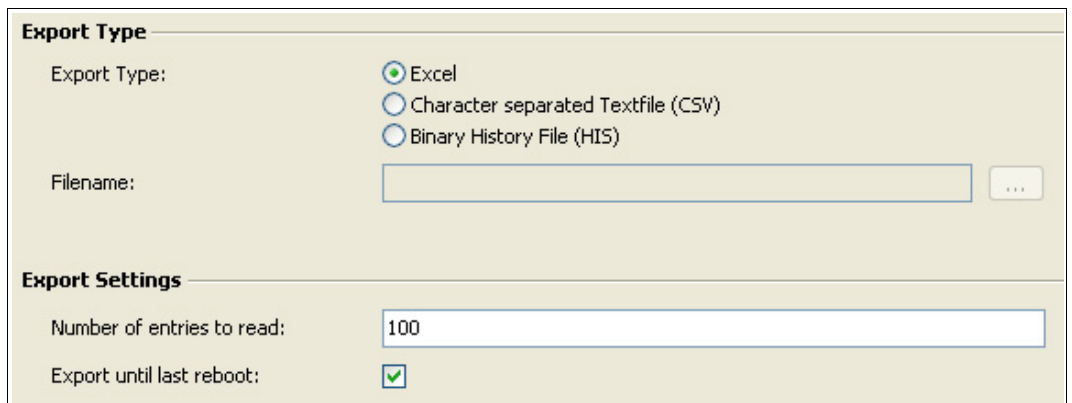 Export Type
Export Type:
Excel
Character separated Textfile (CSV)
Binary History File (HIS)
Filename:
...
Export Settings
Number of entries to read:
100
Export until last reboot: